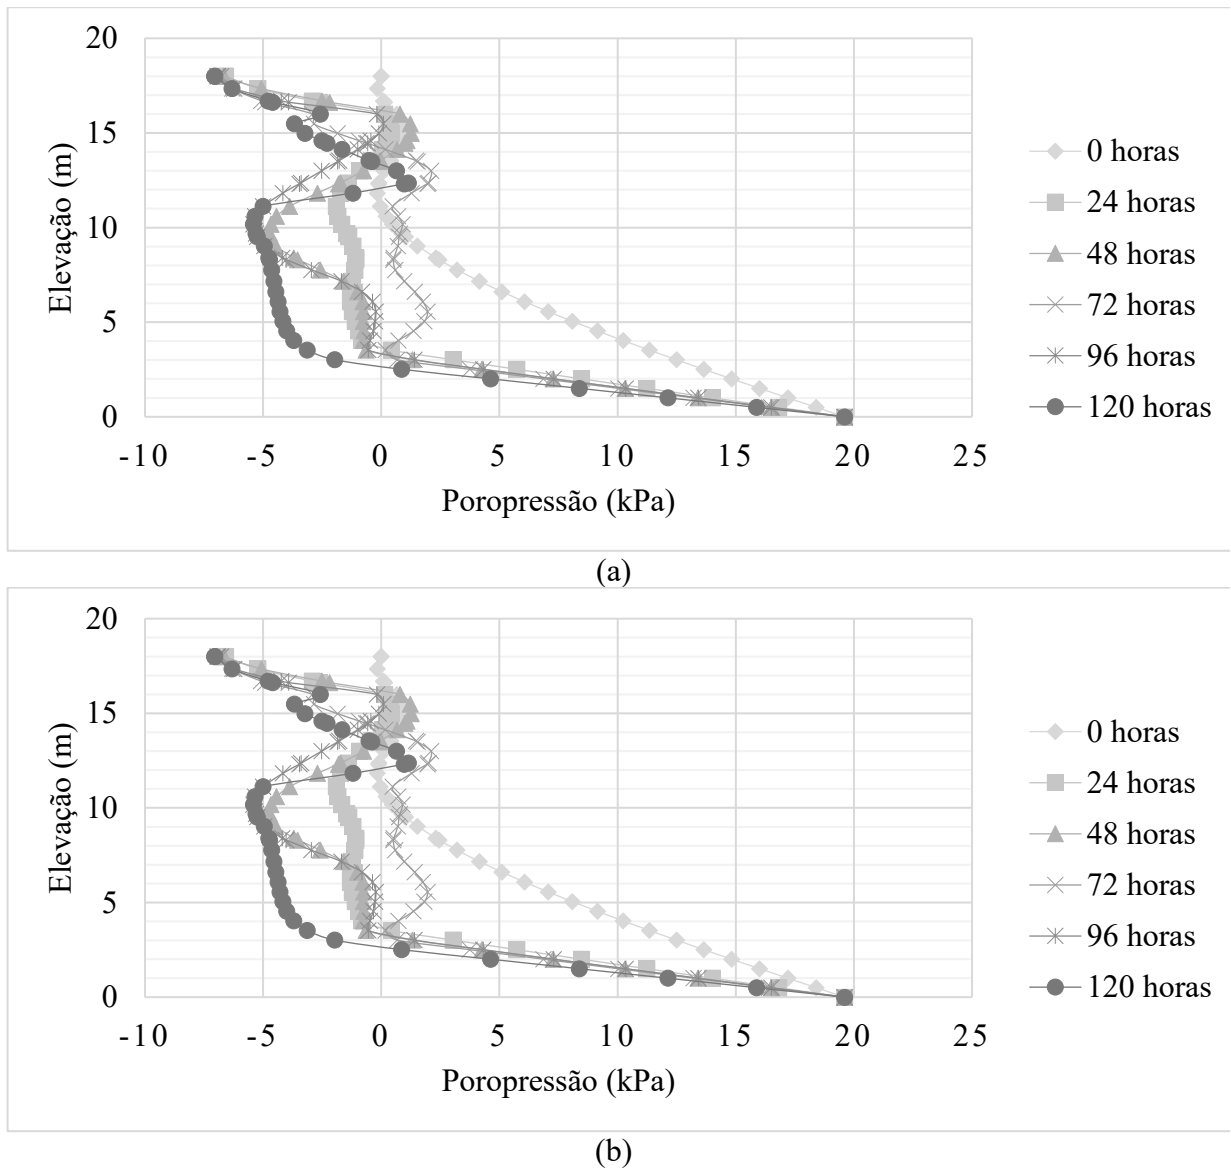 20
15
10
5
0
Elevação (m)
-10 -5 0 5 10 15 20 25
Poropressão (kPa)
0 horas
24 horas
48 horas
72 horas
96 horas
120 horas
(a)
20
15
10
5
0
Elevação (m)
-10 -5 0 5 10 15 20 25
Poropressão (kPa)
0 horas
24 horas
48 horas
72 horas
96 horas
120 horas
(b)